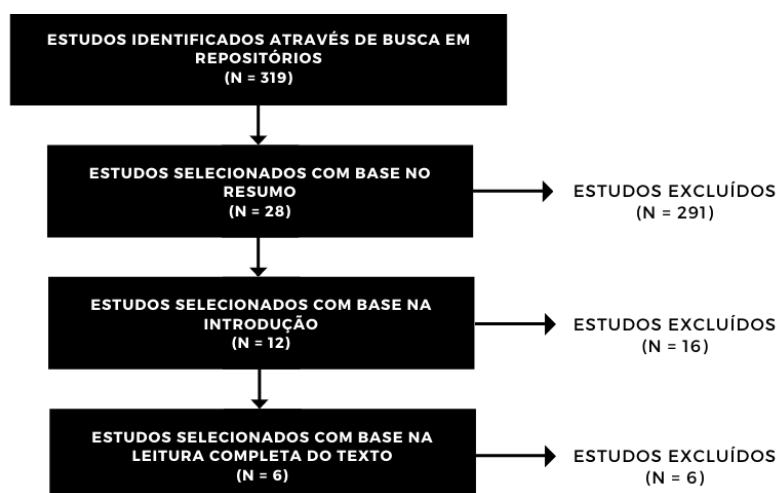 ESTUDOS IDENTIFICADOS ATRAVÉS DE BUSCA EM
REPOSITÓRIOS
(N = 319)
ESTUDOS SELECIONADOS COM BASE NO
RESUMO
(N = 28)
ESTUDOS EXCLUÍDOS
(N = 291)
ESTUDOS SELECIONADOS COM BASE NA
INTRODUÇÃO
(N = 12)
ESTUDOS EXCLUÍDOS
(N = 16)
ESTUDOS SELECIONADOS COM BASE NA
LEITURA COMPLETA DO TEXTO
(N = 6)
ESTUDOS EXCLUÍDOS
(N = 6)